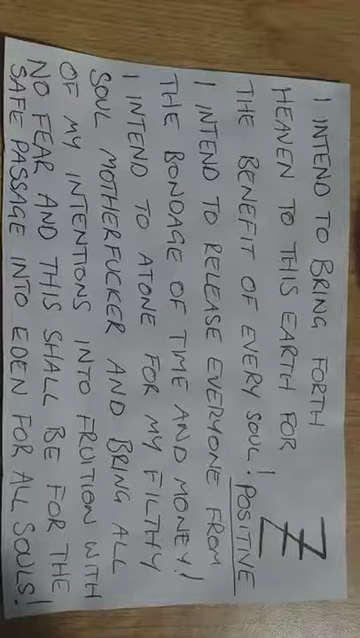 I INTEND TO BRING FORTH
HEAVEN TO THIS EARTH FOR
THE BENEFIT OF EVERY SOUL! POSITIVE
I INTEND TO RELEASE EVERYONE FROM
THE BONDAGE OF TIME AND MONEY!
I INTEND TO ATONE FOR MY FILTHY
SOUL MOTHERFUCKER AND BRING ALL
OF MY INTENTIONS INTO FRUITION WITH
NO FEAR AND THIS SHALL BE FOR THE
SAFE PASSAGE INTO EDEN FOR ALL SOULS!